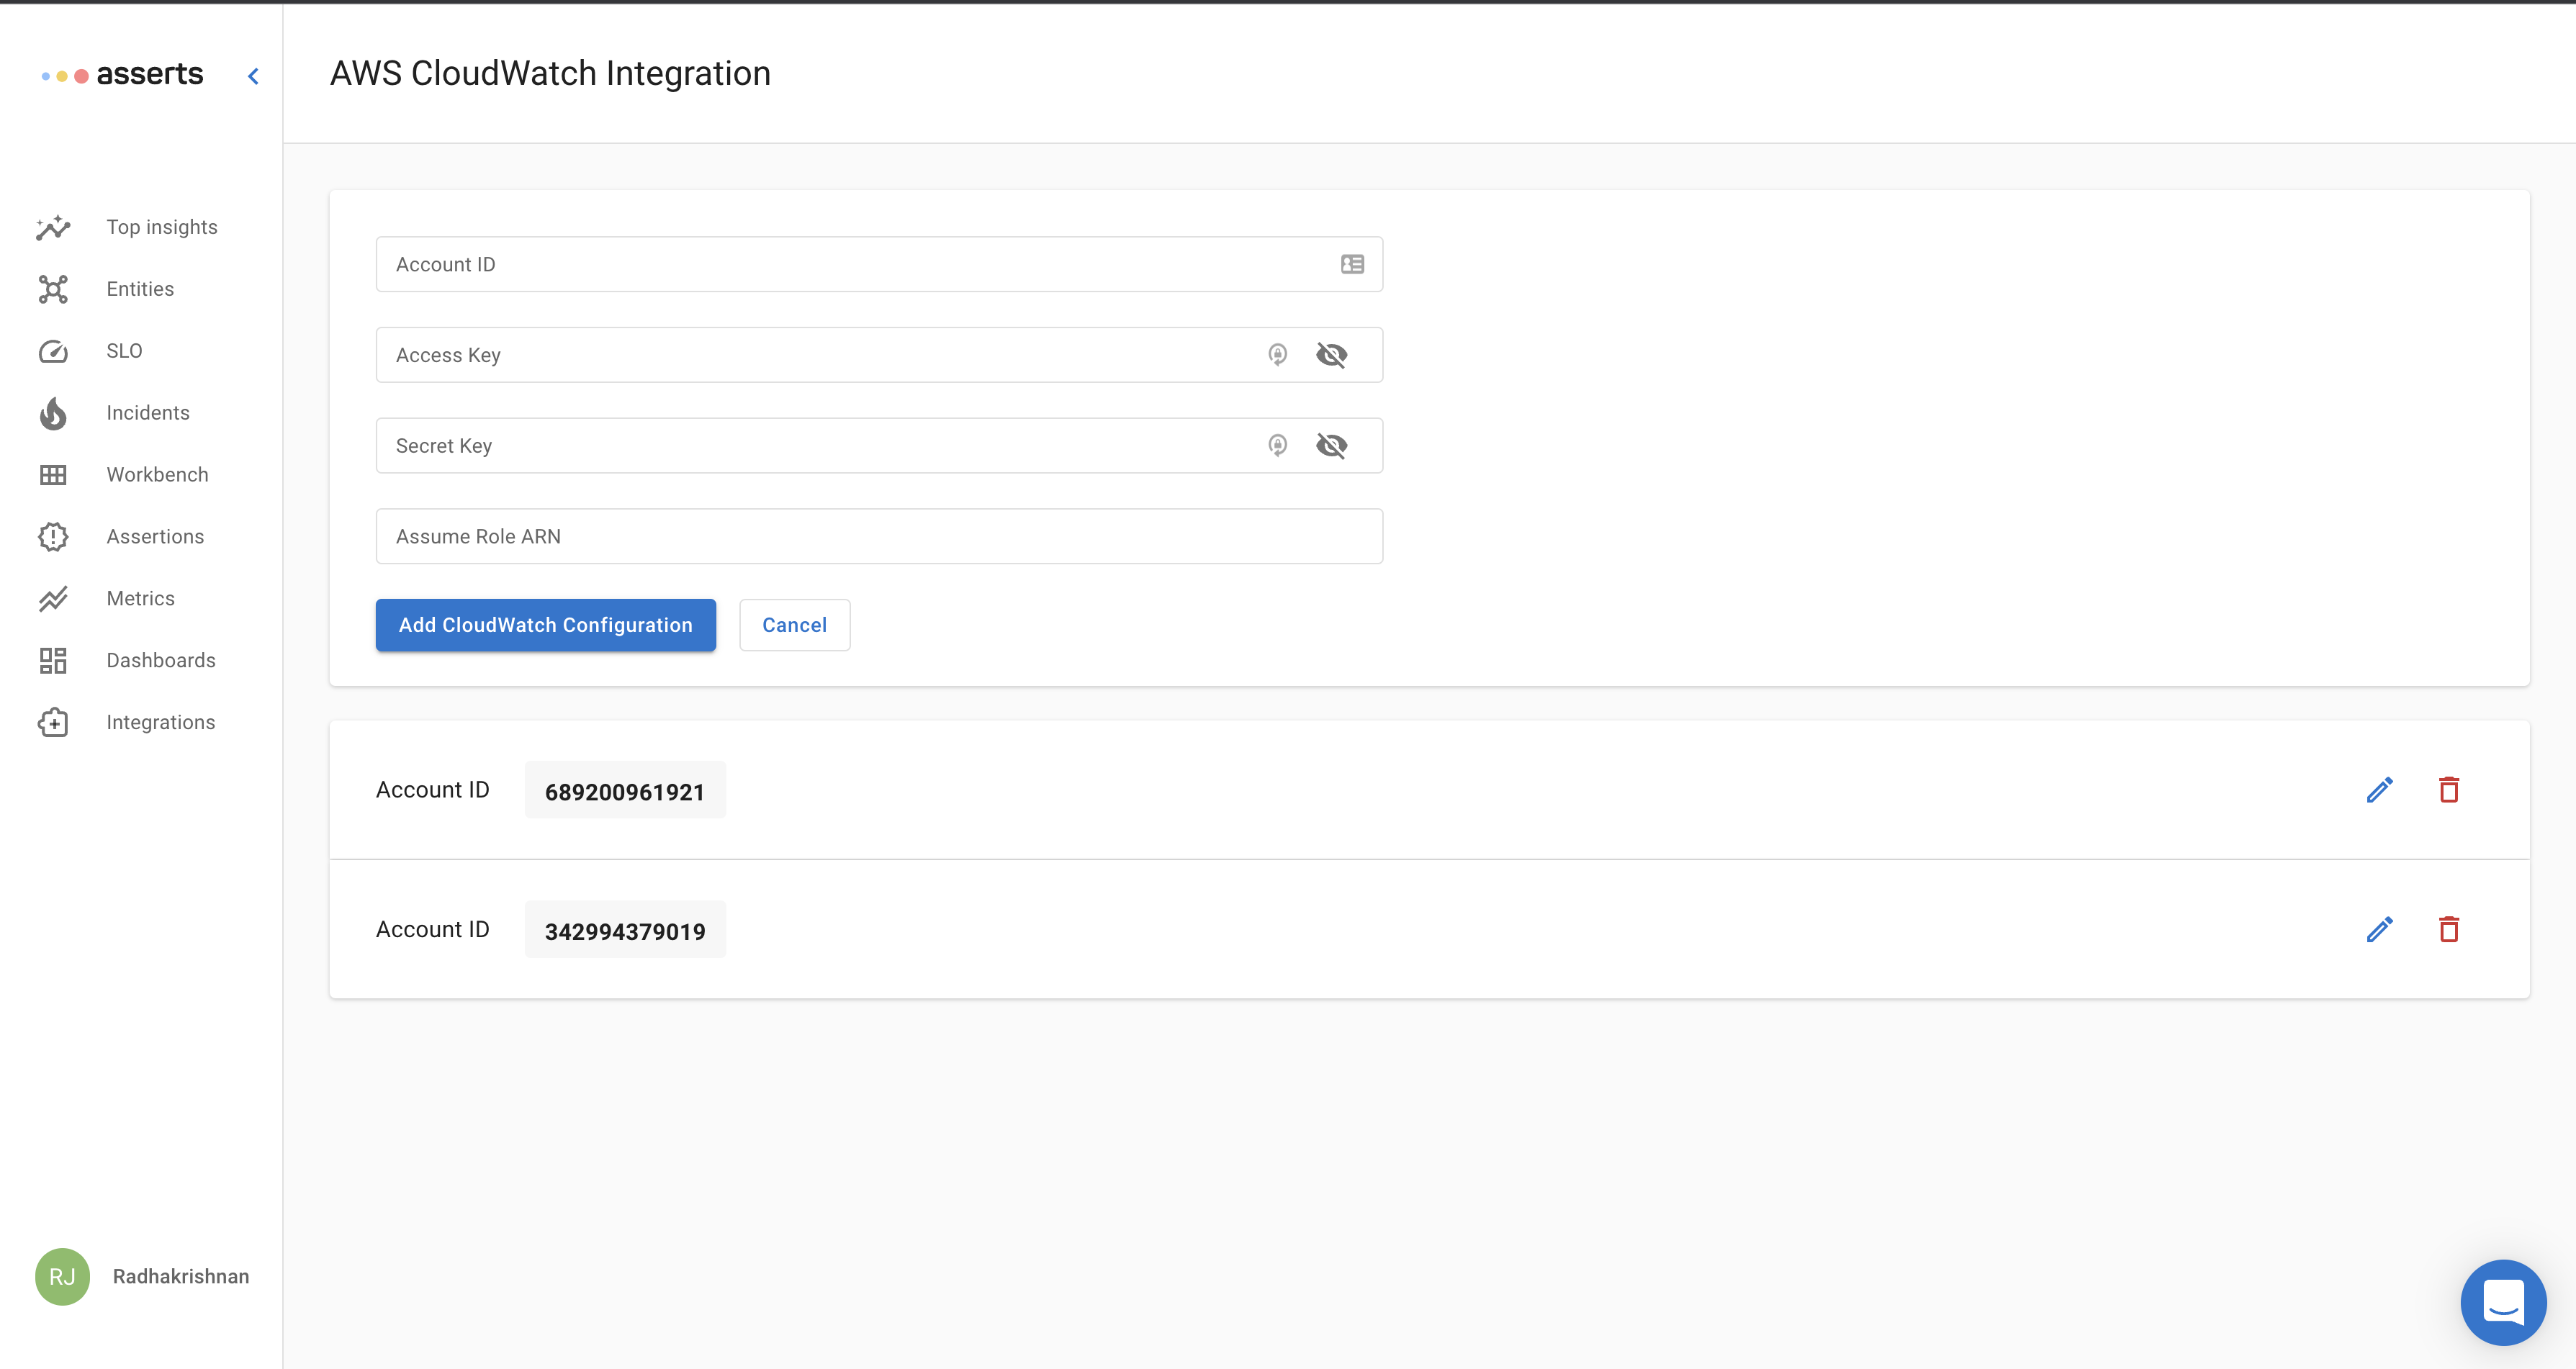 asserts
AWS CloudWatch Integration
Top insights
Entities
SLO
Incidents
Workbench
Assertions
Metrics
Dashboards
Integrations
Account ID
Access Key
Secret Key
Assume Role ARN
Add CloudWatch Configuration
Cancel
Account ID 689200961921
Account ID 342994379019
RJ Radhakrishnan